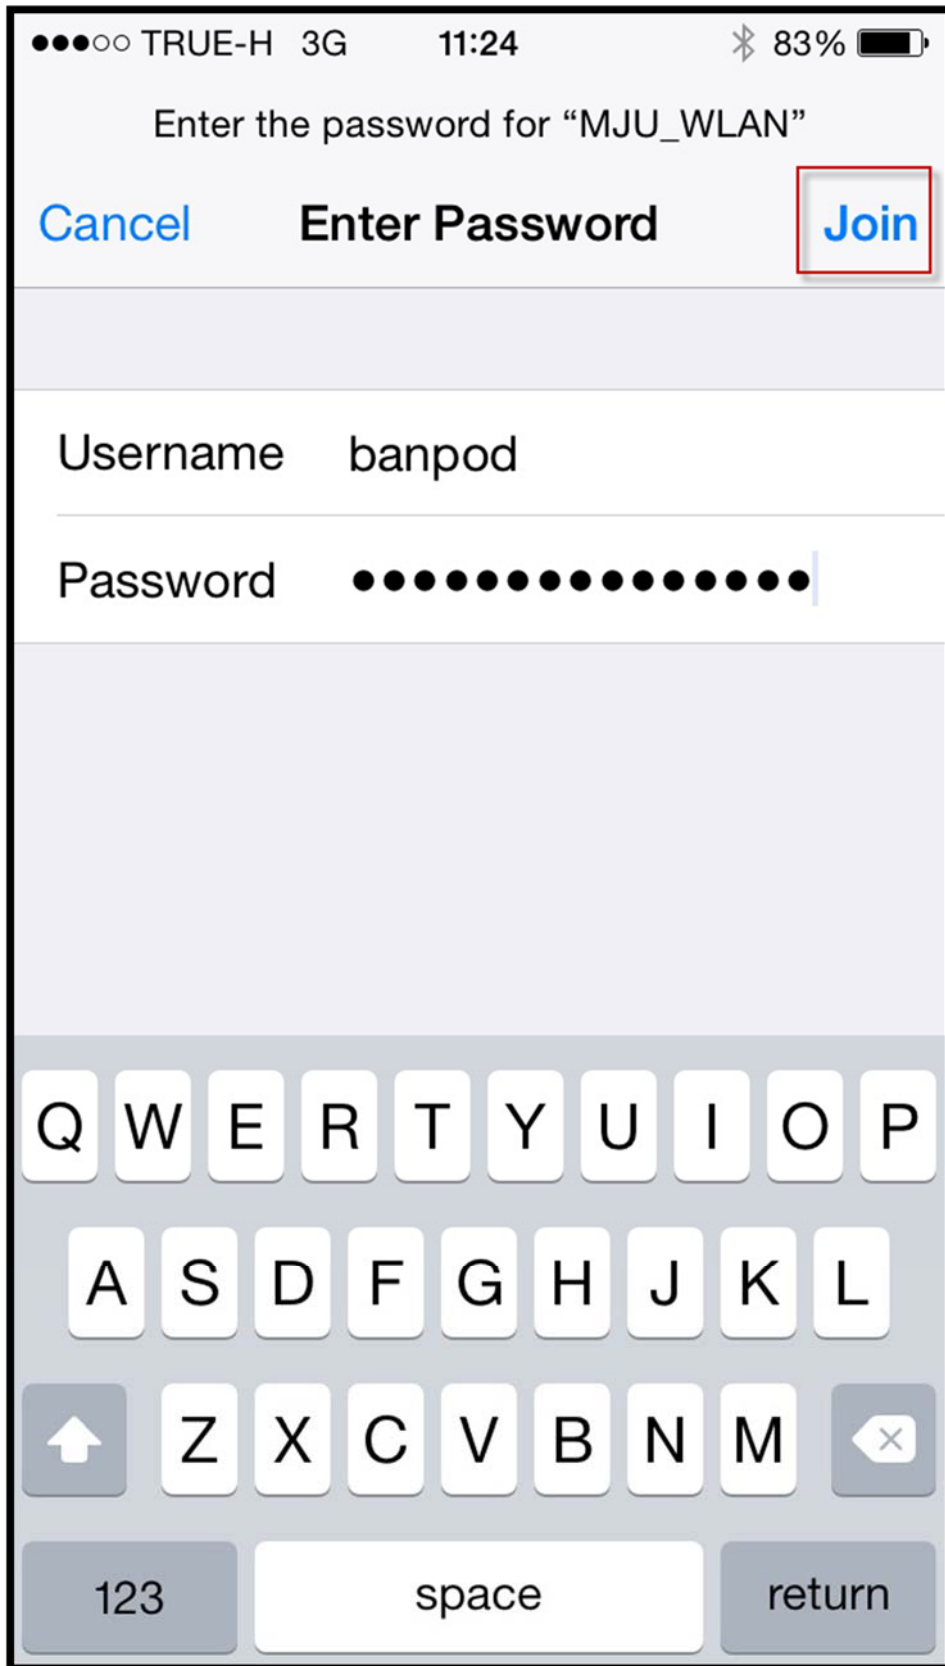 ●●●○○ TRUE-H 3G 11:24 83%
Enter the password for “MJU_WLAN”
Cancel Enter Password Join
Username banpod
Password ●●●●●●●●●●●●●●●
Q W E R T Y U I O P
A S D F G H J K L
Z X C V B N M
123 space return